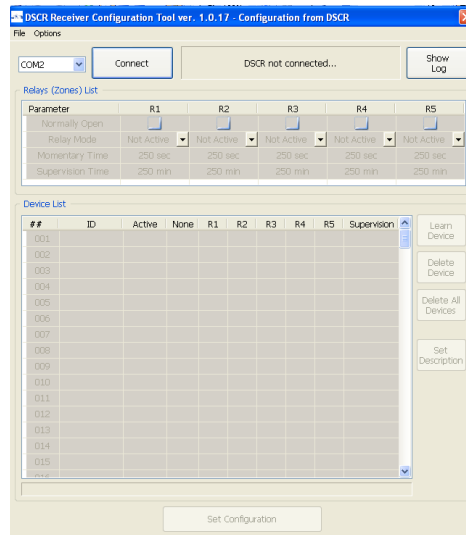 DSCR Receiver Configuration Tool ver. 1.0.17 - Configuration from DSCR
File Options
COM2 Connect DSCR not connected... Show Log
Relays (Zones) List
Parameter R1 R2 R3 R4 R5
Normally Open
Relay Mode Not Active Not Active Not Active Not Active Not Active
Momentary Time 250 sec 250 sec 250 sec 250 sec 250 sec
Supervision Time 250 min 250 min 250 min 250 min 250 min
Device List
## ID Active None R1 R2 R3 R4 R5 Supervision
Learn Device
001
002
003
Delete Device
004
005
Delete All Devices
006
007
008
Set Description
009
010
011
012
013
014
015
016
Set Configuration